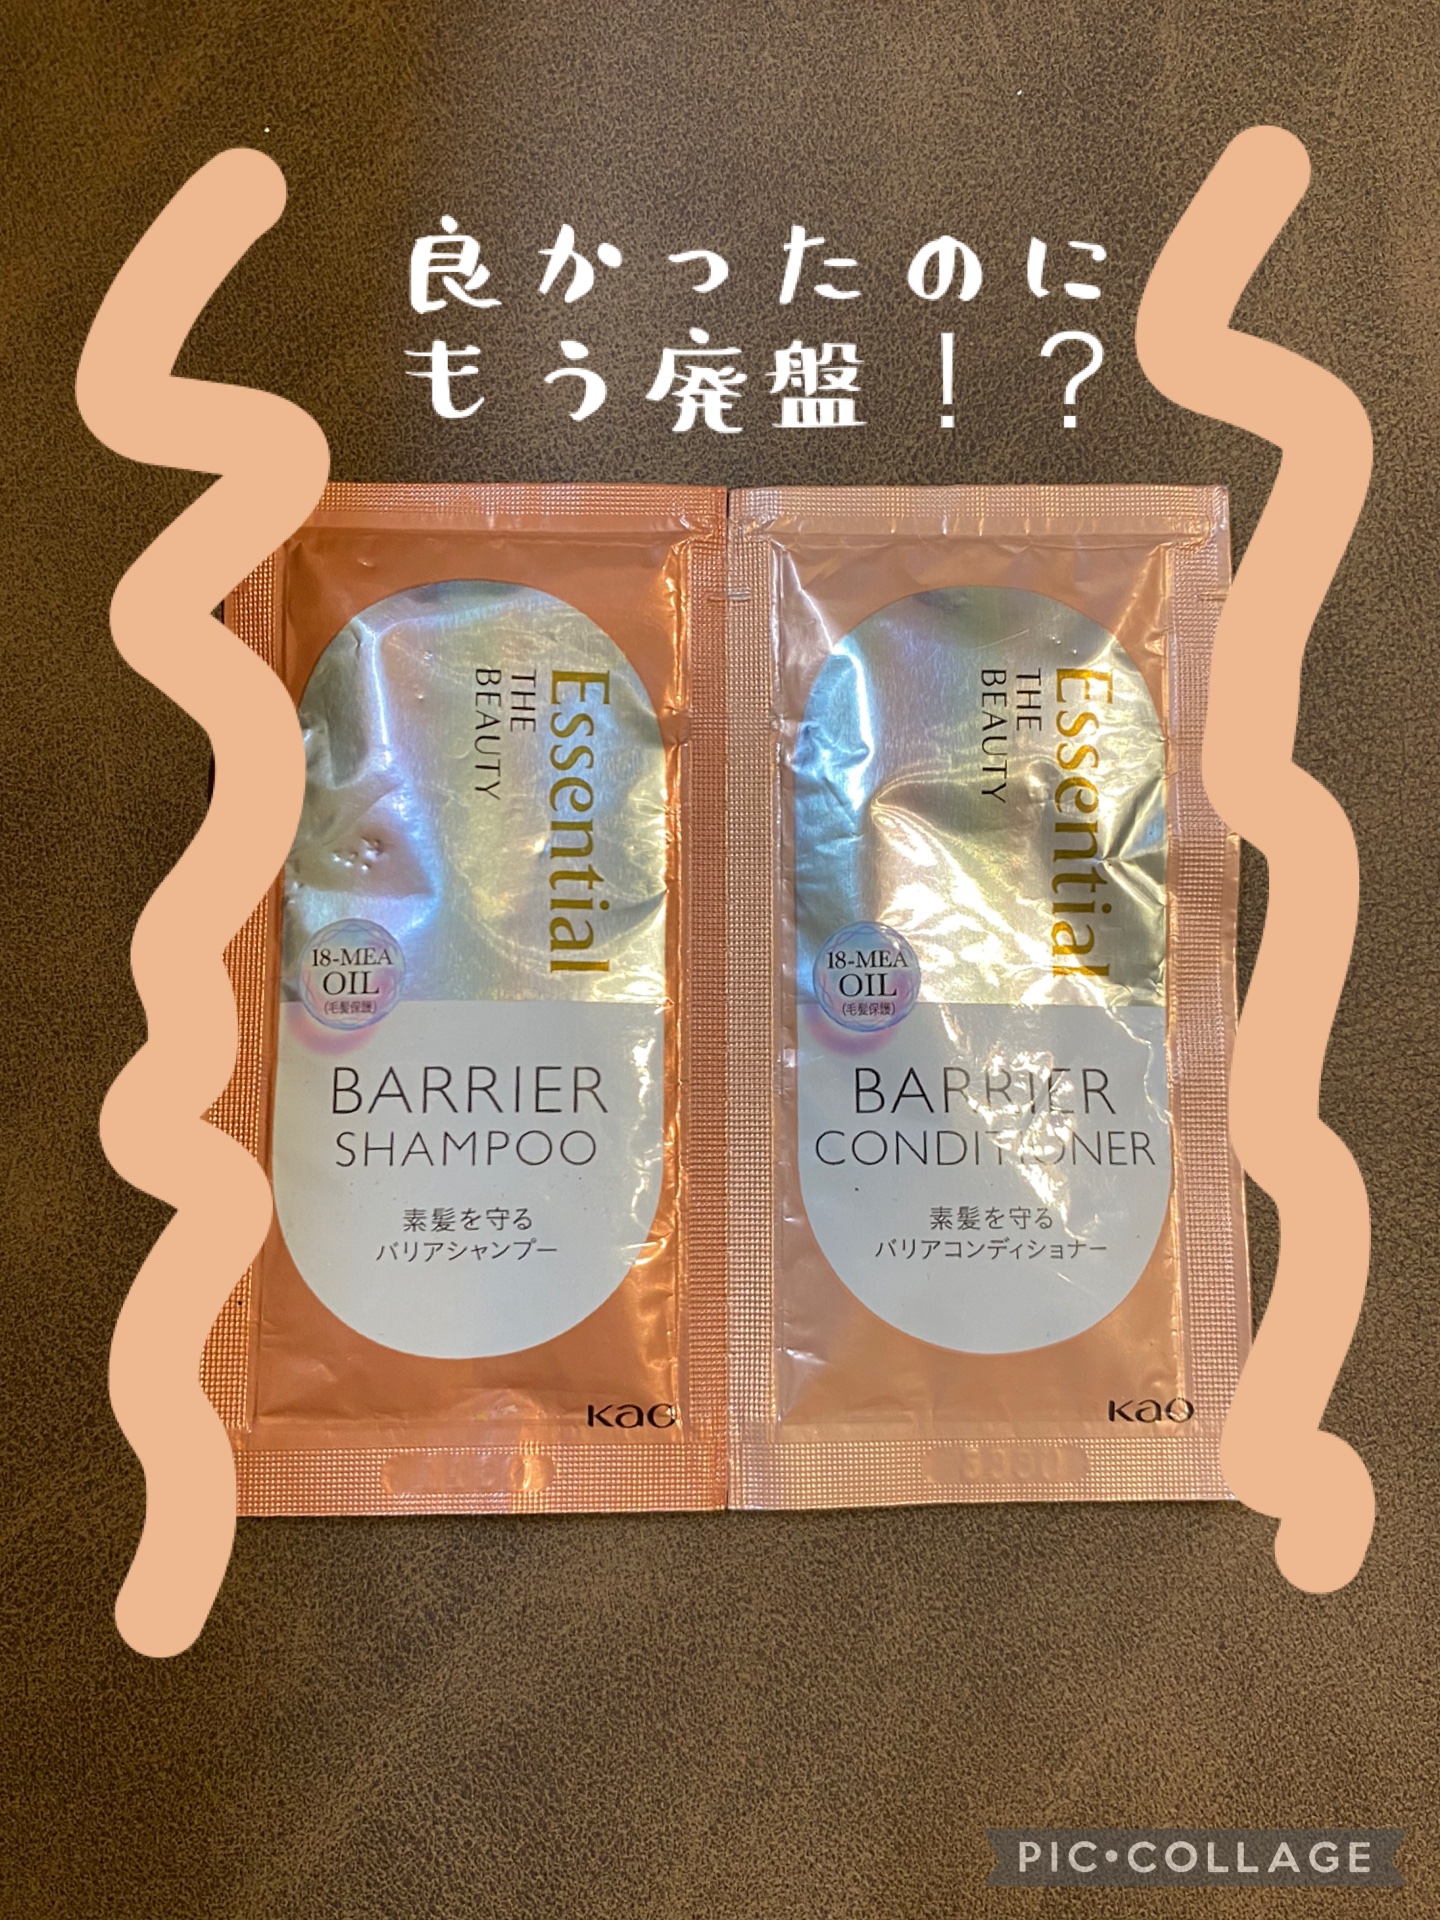 良かったのに
もう廃盤！？
Essential
THE
BEAUTY
18-MEA
OIL
(毛髪保護)
BARRIER
SHAMPOO
素髪を守る
バリアシャンプー
Kao
Essential
THE
BEAUTY
18-MEA
OIL
(毛髪保護)
BARRIER
CONDITIONER
素髪を守る
バリアコンディショナー
Kao
PIC•COLLAGE